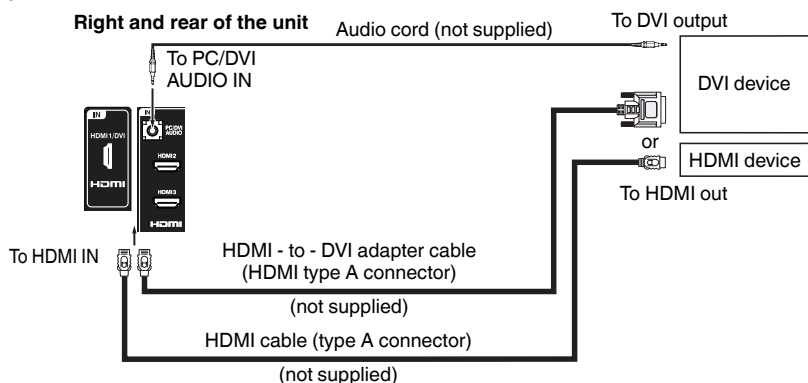 Right and rear of the unit
Audio cord (not supplied)
To DVI output
To PC/DVI
AUDIO IN
DVI device
IN
HDMI 1/DVI
HDMI
IN
PC/DVI
AUDIO
HDMI2
HDMI3
HDMI
or
HDMI device
To HDMI out
To HDMI IN
HDMI - to - DVI adapter cable
(HDMI type A connector)
(not supplied)
HDMI cable (type A connector)
(not supplied)